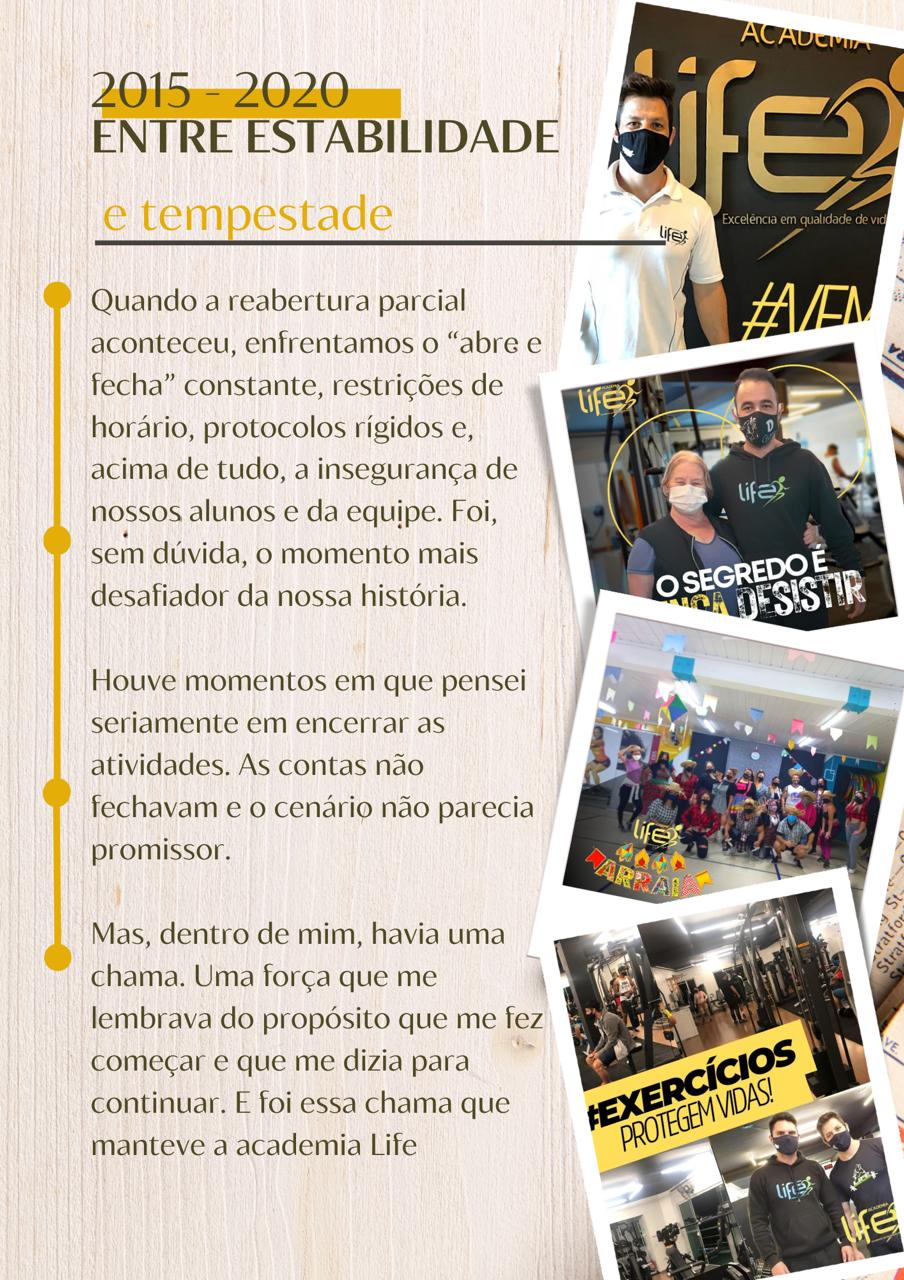 2015 - 2020
ENTRE ESTABILIDADE
e tempestade
Quando a reabertura parcial
aconteceu, enfrentamos o “abre e
fecha” constante, restrições de
horário, protocolos rígidos e,
acima de tudo, a insegurança de
nossos alunos e da equipe. Foi,
sem dúvida, o momento mais
desafiador da nossa história.
Houve momentos em que pensei
seriamente em encerrar as
atividades. As contas não
fechavam e o cenário não parecia
promissor.
Mas, dentro de mim, havia uma
chama. Uma força que me
lembrava do propósito que me fez
começar e que me dizia para
continuar. E foi essa chama que
manteve a academia Life
ACADEMIA
life
Excelência em qualidade de vid
life
#VEM
ACADEMIA
life
life
O SEGREDO É
DESISTIR
life
ARRAIÁ
#EXERCÍCIOS
PROTEGEM VIDAS!
life
ACADEMIA
life